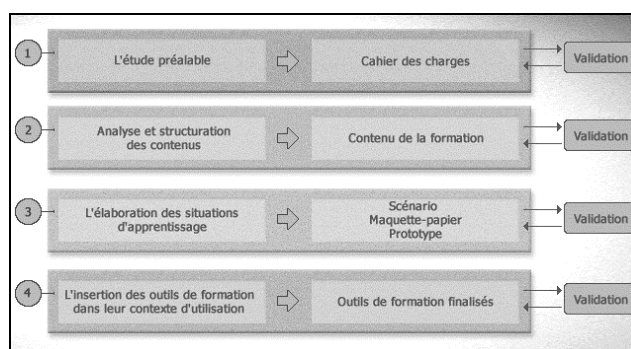 1
L'étude préalable
Cahier des charges
Validation
2
Analyse et structuration
des contenus
Contenu de la formation
Validation
3
L'élaboration des situations
d'apprentissage
Scénario
Maquette-papier
Prototype
Validation
4
L'insertion des outils de formation
dans leur contexte d'utilisation
Outils de formation finalisés
Validation